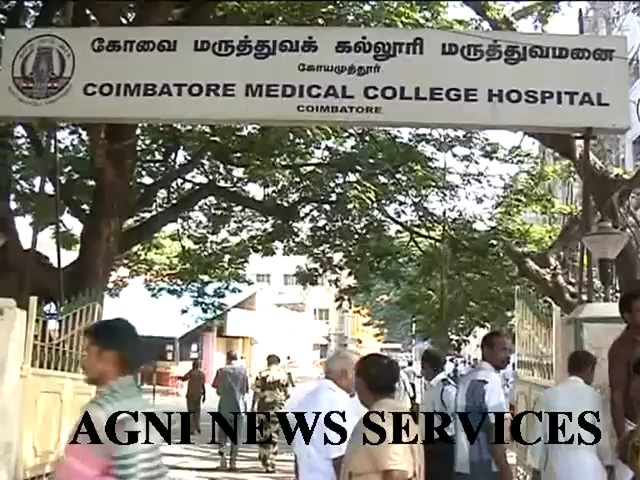 கோவை மருத்துவக் கல்லூரி மருத்துவமனை
கோயமுத்தூர்
COIMBATORE MEDICAL COLLEGE HOSPITAL
COIMBATORE
AGNI NEWS SERVICES